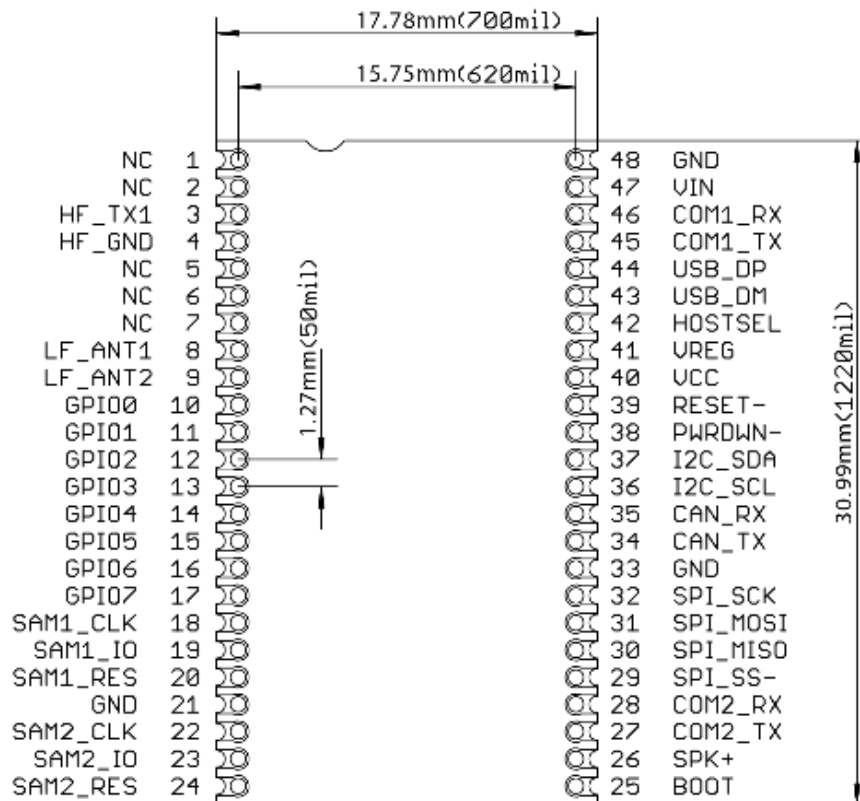 17.78mm(700mil)
15.75mm(620mil)
NC 1 48 GND
NC 2 47 VIN
HF_TX1 3 46 COM1_RX
HF_GND 4 45 COM1_TX
NC 5 44 USB_DP
NC 6 43 USB_DM
NC 7 42 HOSTSEL
LF_ANT1 8 41 VREG
LF_ANT2 9 40 VCC
GPIO0 10 39 RESET-
GPIO1 11 38 PWRDWN-
GPIO2 12 37 I2C_SDA
GPIO3 13 36 I2C_SCL
GPIO4 14 35 CAN_RX
GPIO5 15 34 CAN_TX
GPIO6 16 33 GND
GPIO7 17 32 SPI_SCK
SAM1_CLK 18 31 SPI_MOSI
SAM1_IO 19 30 SPI_MISO
SAM1_RES 20 29 SPI_SS-
GND 21 28 COM2_RX
SAM2_CLK 22 27 COM2_TX
SAM2_IO 23 26 SPK+
SAM2_RES 24 25 BOOT
1.27mm(50mil)
30.99mm(1220mil)